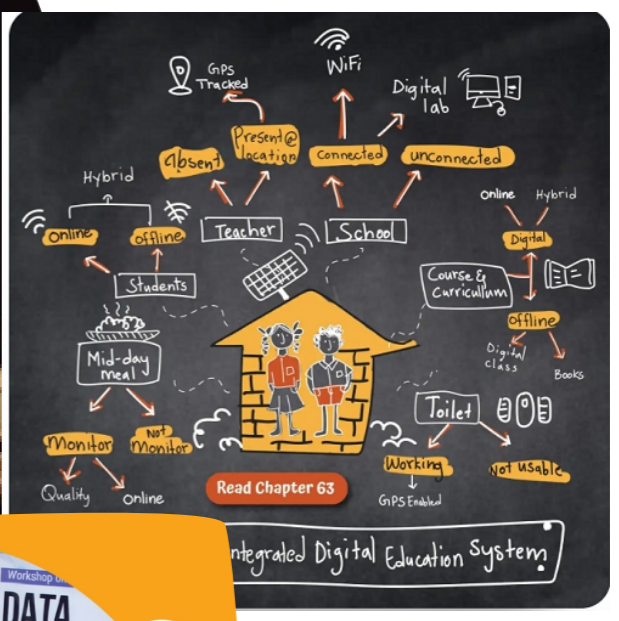 WiFi
GPS
Tracked
Digital
lab
Absent
Present@
location
Connected
unconnected
Hybrid
Online
offline
Teacher
School
Students
Online
Hybrid
Digital
Course &
Curricullum
offline
Digital
class
Books
Mid-day
meal
Monitor
Not
Monitor
Quality
Online
Toilet
Working
Not usable
GPS Enabled
Read Chapter 63
ntegrated Digital Education System
Workshop
DATA